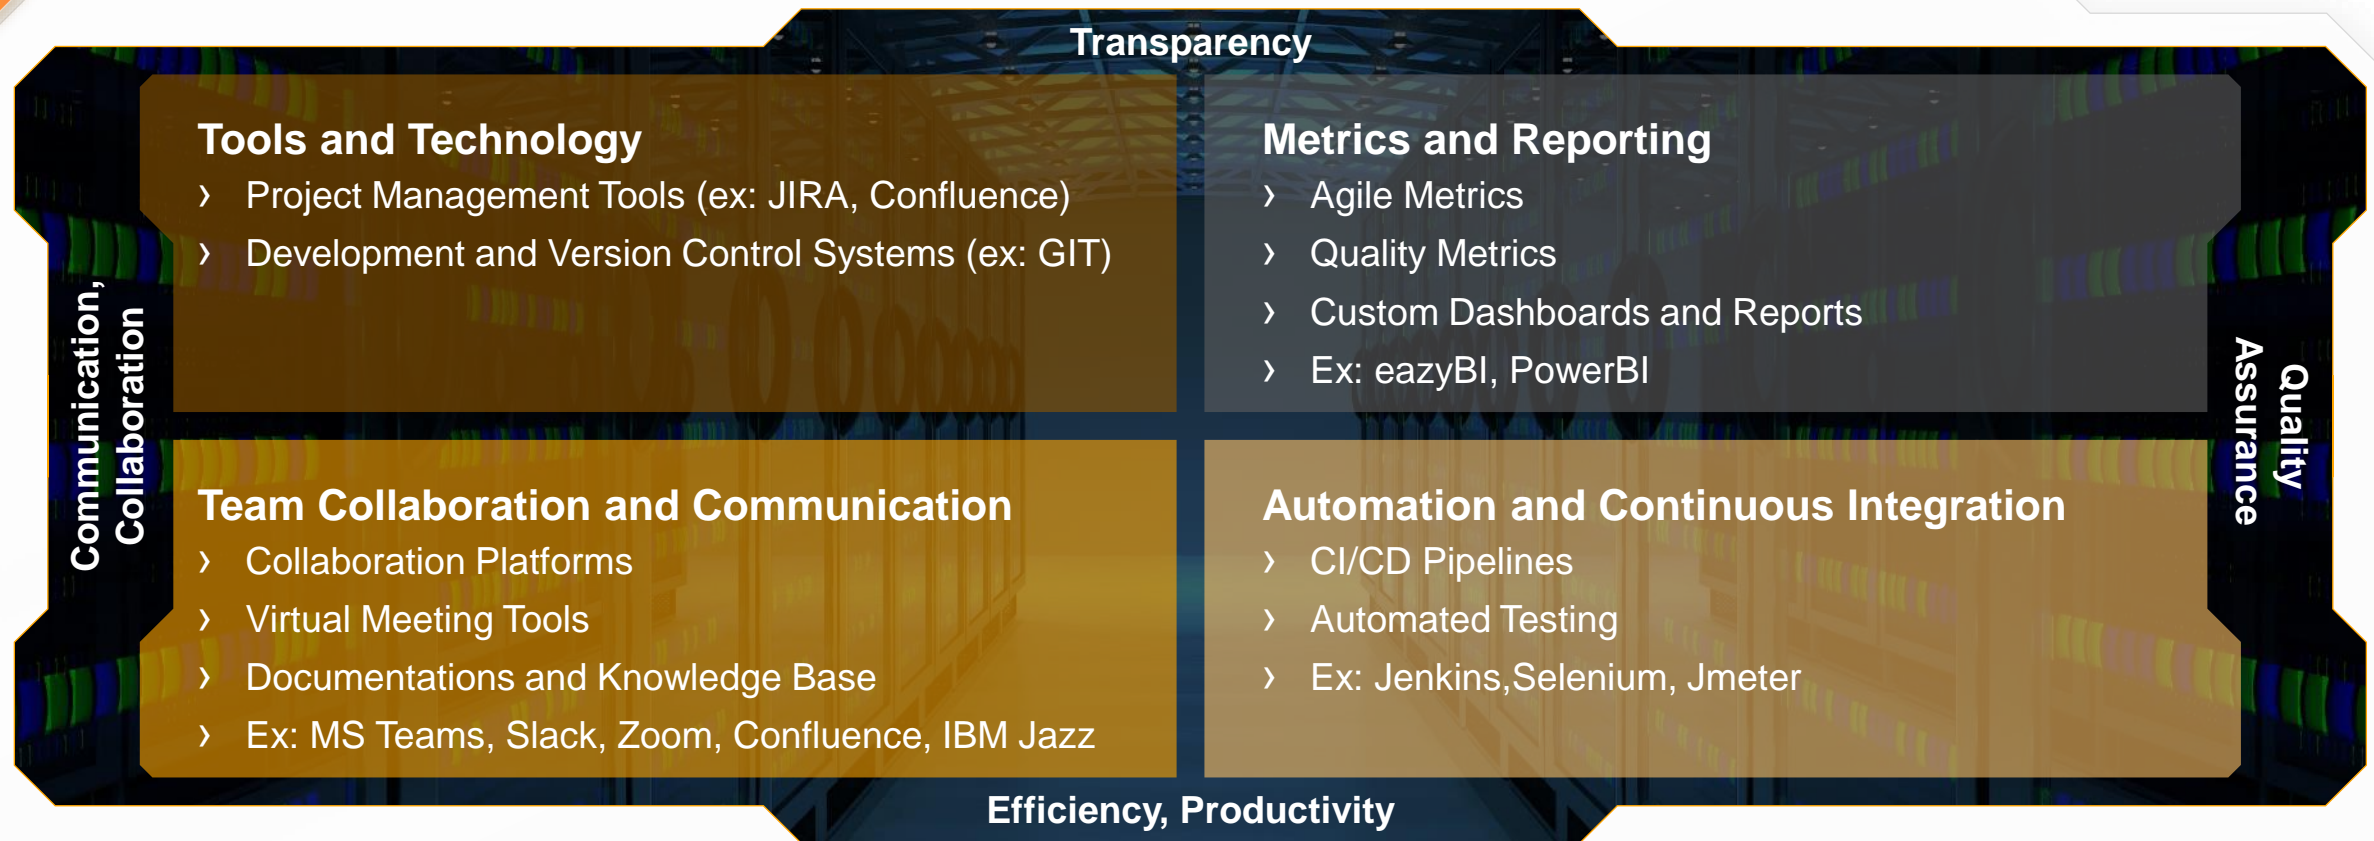 Transparency
Tools and Technology
› Project Management Tools (ex: JIRA, Confluence)
› Development and Version Control Systems (ex: GIT)
Metrics and Reporting
› Agile Metrics
› Quality Metrics
› Custom Dashboards and Reports
› Ex: eazyBI, PowerBI
Communication,
Collaboration
Quality
Assurance
Team Collaboration and Communication
› Collaboration Platforms
› Virtual Meeting Tools
› Documentations and Knowledge Base
› Ex: MS Teams, Slack, Zoom, Confluence, IBM Jazz
Automation and Continuous Integration
› CI/CD Pipelines
› Automated Testing
› Ex: Jenkins,Selenium, Jmeter
Efficiency, Productivity